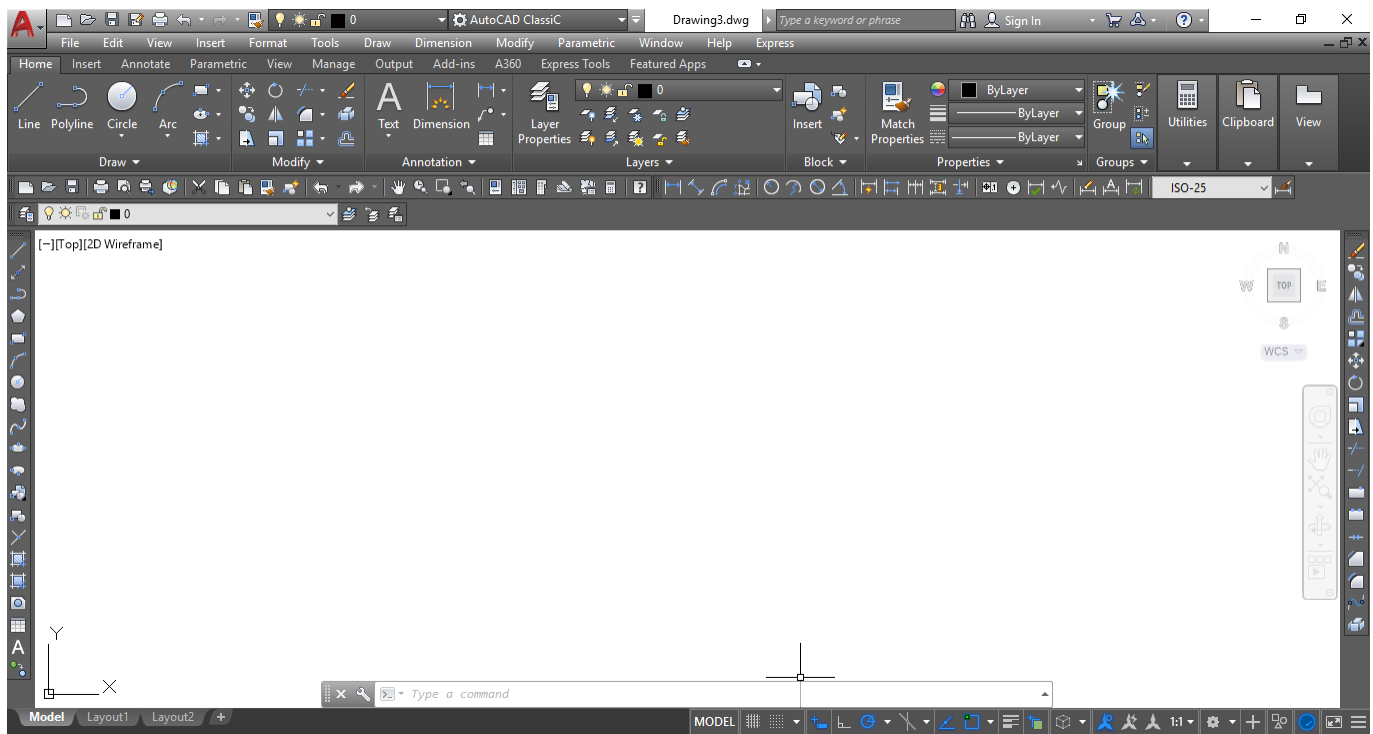 0 AutoCAD ClassiC Drawing3.dwg Type a keyword or phrase Sign In
File Edit View Insert Format Tools Draw Dimension Modify Parametric Window Help Express
Home Insert Annotate Parametric View Manage Output Add-ins A360 Express Tools Featured Apps
0 ByLayer
Line Polyline Circle Arc Text Dimension Layer Properties Insert Match Properties ByLayer Group Utilities Clipboard View
ByLayer
Draw Modify Annotation Layers Block Properties Groups
ISO-25
0
[−][Top][2D Wireframe]
N
W TOP E
S
WCS
Y
X
Type a command
Model Layout1 Layout2 + MODEL 1:1